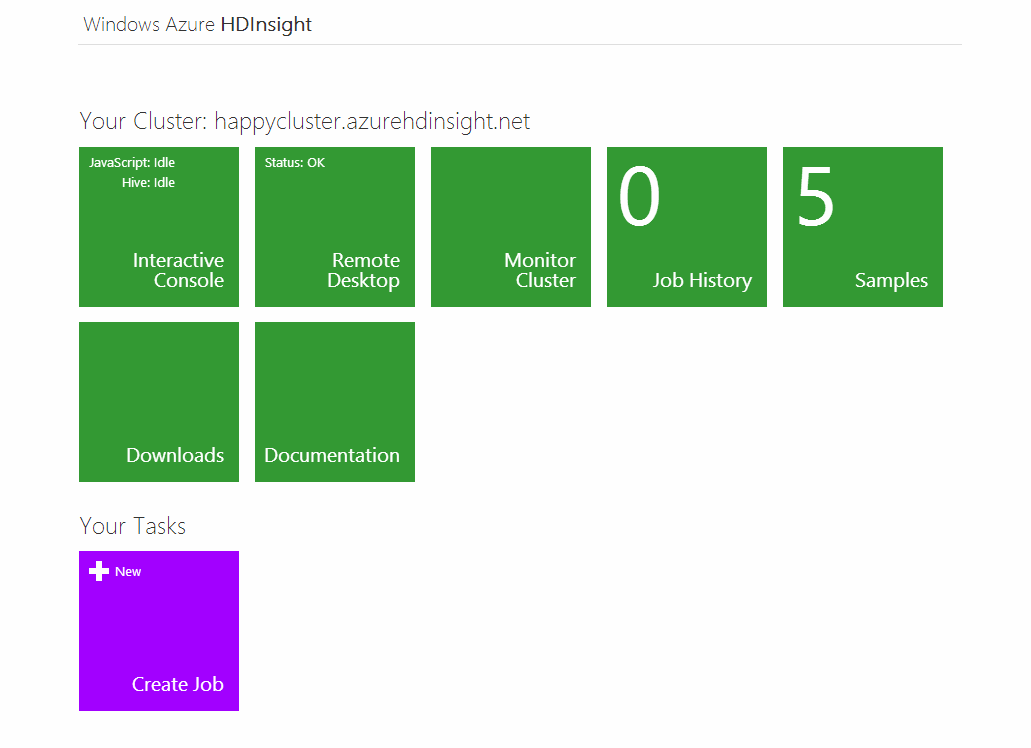 Windows Azure HDInsight
Your Cluster: happycluster.azurehdinsight.net
JavaScript: Idle
Hive: Idle
Interactive
Console
Status: OK
Remote
Desktop
Monitor
Cluster
0
Job History
5
Samples
Downloads
Documentation
Your Tasks
New
Create Job